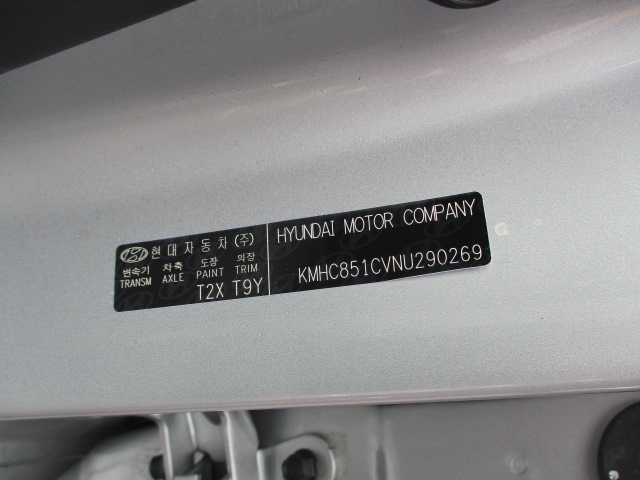 현대자동차(주)
변속기 차축 도장 의장
TRANSM AXLE PAINT TRIM
T2X T9Y
HYUNDAI MOTOR COMPANY
KMHC851CVNU290269